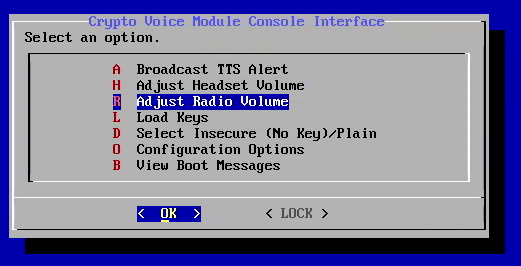 Crypto Voice Module Console Interface
Select an option.
A Broadcast TTS Alert
H Adjust Headset Volume
R Adjust Radio Volume
L Load Keys
D Select Insecure (No Key)/Plain
O Configuration Options
B View Boot Messages
< OK > < LOCK >